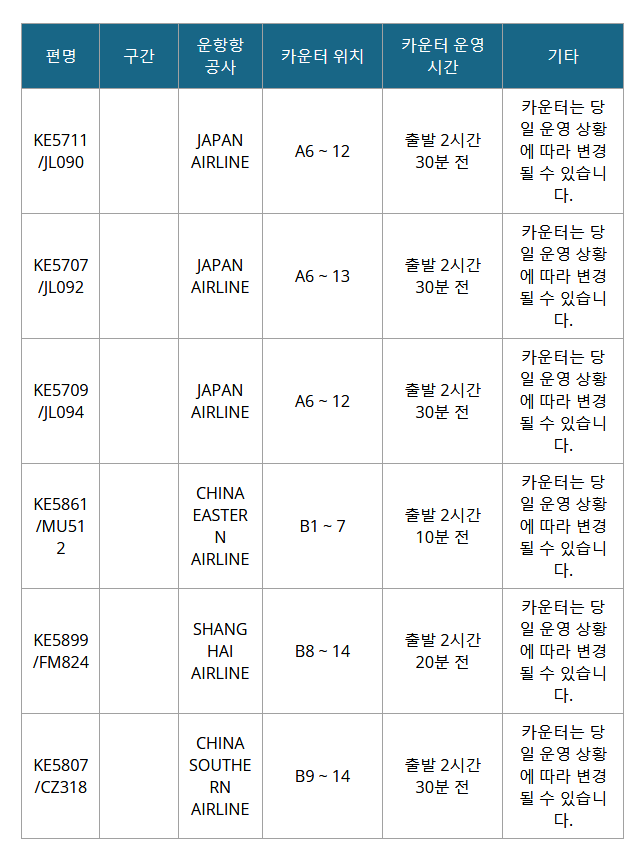 편명
구간
운항항
공사
카운터 위치
카운터 운영
시간
기타
KE5711
/JL090
JAPAN
AIRLINE
A6 ~ 12
출발 2시간
30분 전
카운터는 당
일 운영 상황
에 따라 변경
될 수 있습니
다.
KE5707
/JL092
JAPAN
AIRLINE
A6 ~ 13
출발 2시간
30분 전
카운터는 당
일 운영 상황
에 따라 변경
될 수 있습니
다.
KE5709
/JL094
JAPAN
AIRLINE
A6 ~ 12
출발 2시간
30분 전
카운터는 당
일 운영 상황
에 따라 변경
될 수 있습니
다.
KE5861
/MU51
2
CHINA
EASTER
N
AIRLINE
B1 ~ 7
출발 2시간
10분 전
카운터는 당
일 운영 상황
에 따라 변경
될 수 있습니
다.
KE5899
/FM824
SHANG
HAI
AIRLINE
B8 ~ 14
출발 2시간
20분 전
카운터는 당
일 운영 상황
에 따라 변경
될 수 있습니
다.
KE5807
/CZ318
CHINA
SOUTHE
RN
AIRLINE
B9 ~ 14
출발 2시간
30분 전
카운터는 당
일 운영 상황
에 따라 변경
될 수 있습니
다.